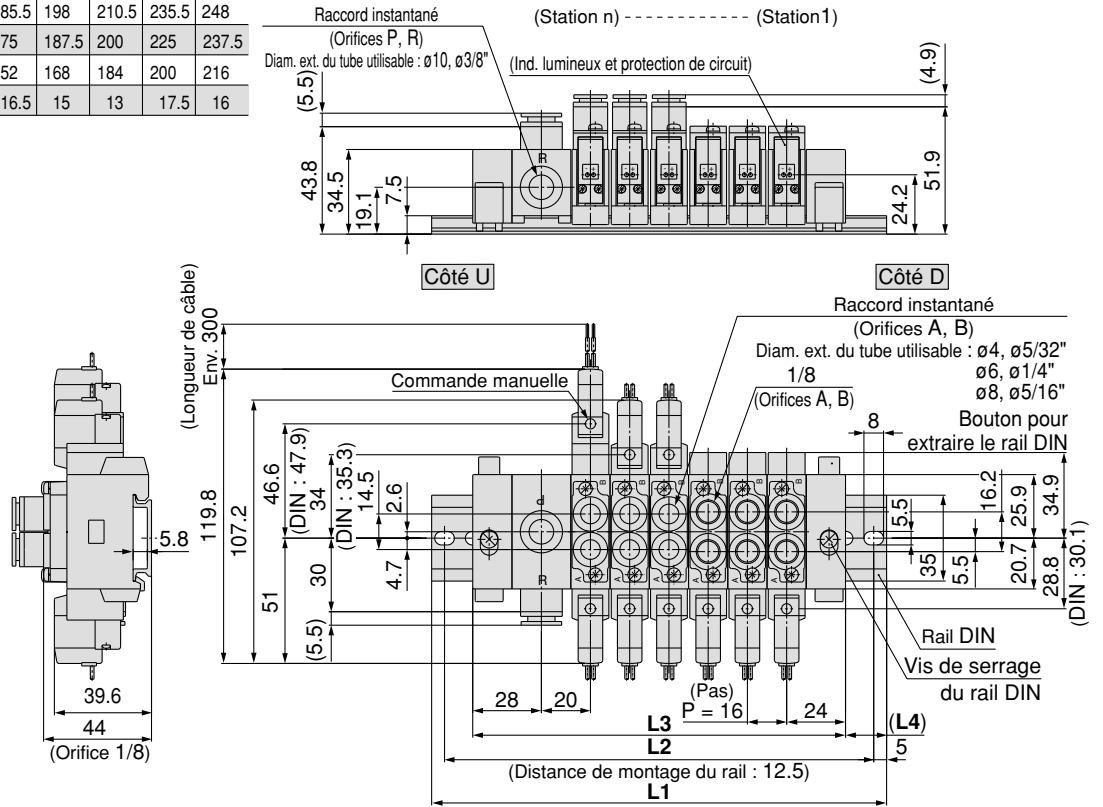 85.5 198 210.5 235.5 248
75 187.5 200 225 237.5
52 168 184 200 216
16.5 15 13 17.5 16
Raccord instantané
(Orifices P, R)
Diam. ext. du tube utilisable : ø10, ø3/8"
(Station n) (Station1)
(Ind. lumineux et protection de circuit)
(5.5)
43.8
34.5
19.1
7.5
R
(4.9)
51.9
24.2
Côté U
Côté D
Raccord instantané
(Orifices A, B)
Diam. ext. du tube utilisable : ø4, ø5/32"
ø6, ø1/4"
ø8, ø5/16"
1/8
(Orifices A, B)
Bouton pour
extraire le rail DIN
Commande manuelle
(Longueur de câble)
Env. 300
119.8
107.2
51
46.6
(DIN : 47.9)
34
(DIN : 35.3)
14.5
2.6
4.7
30
(5.5)
8
5.5
16.2
25.9
34.9
35
5.5
20.7
28.8
(DIN : 30.1)
P
R
B B B B B B
A A A A A A
Rail DIN
Vis de serrage
du rail DIN
5.8
39.6
44
(Orifice 1/8)
28
20
(Pas)
P = 16
24
L3
(L4)
L2
5
(Distance de montage du rail : 12.5)
L1